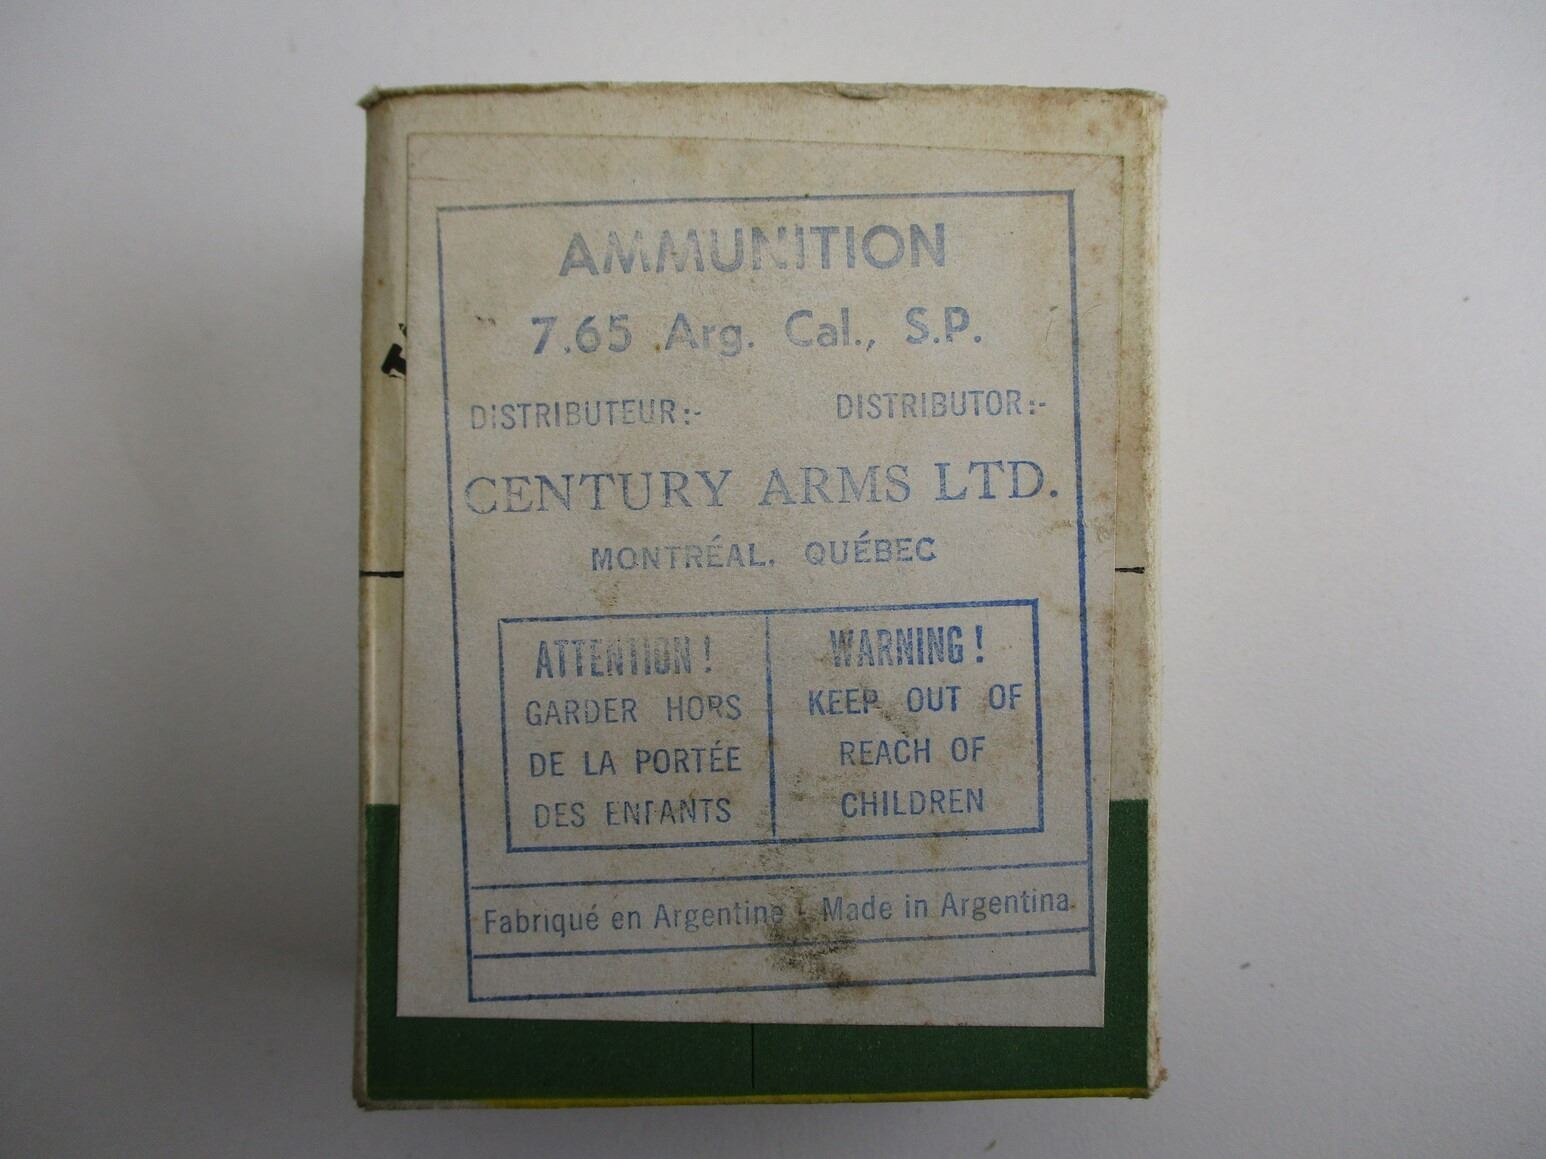 AMMUNITION
7.65 Arg. Cal., S.P.
DISTRIBUTEUR:- DISTRIBUTOR:-
CENTURY ARMS LTD.
MONTRÉAL, QUÉBEC
ATTENTION!
GARDER HORS
DE LA PORTÉE
DES ENFANTS
WARNING!
KEEP OUT OF
REACH OF
CHILDREN
Fabriqué en Argentine - Made in Argentina